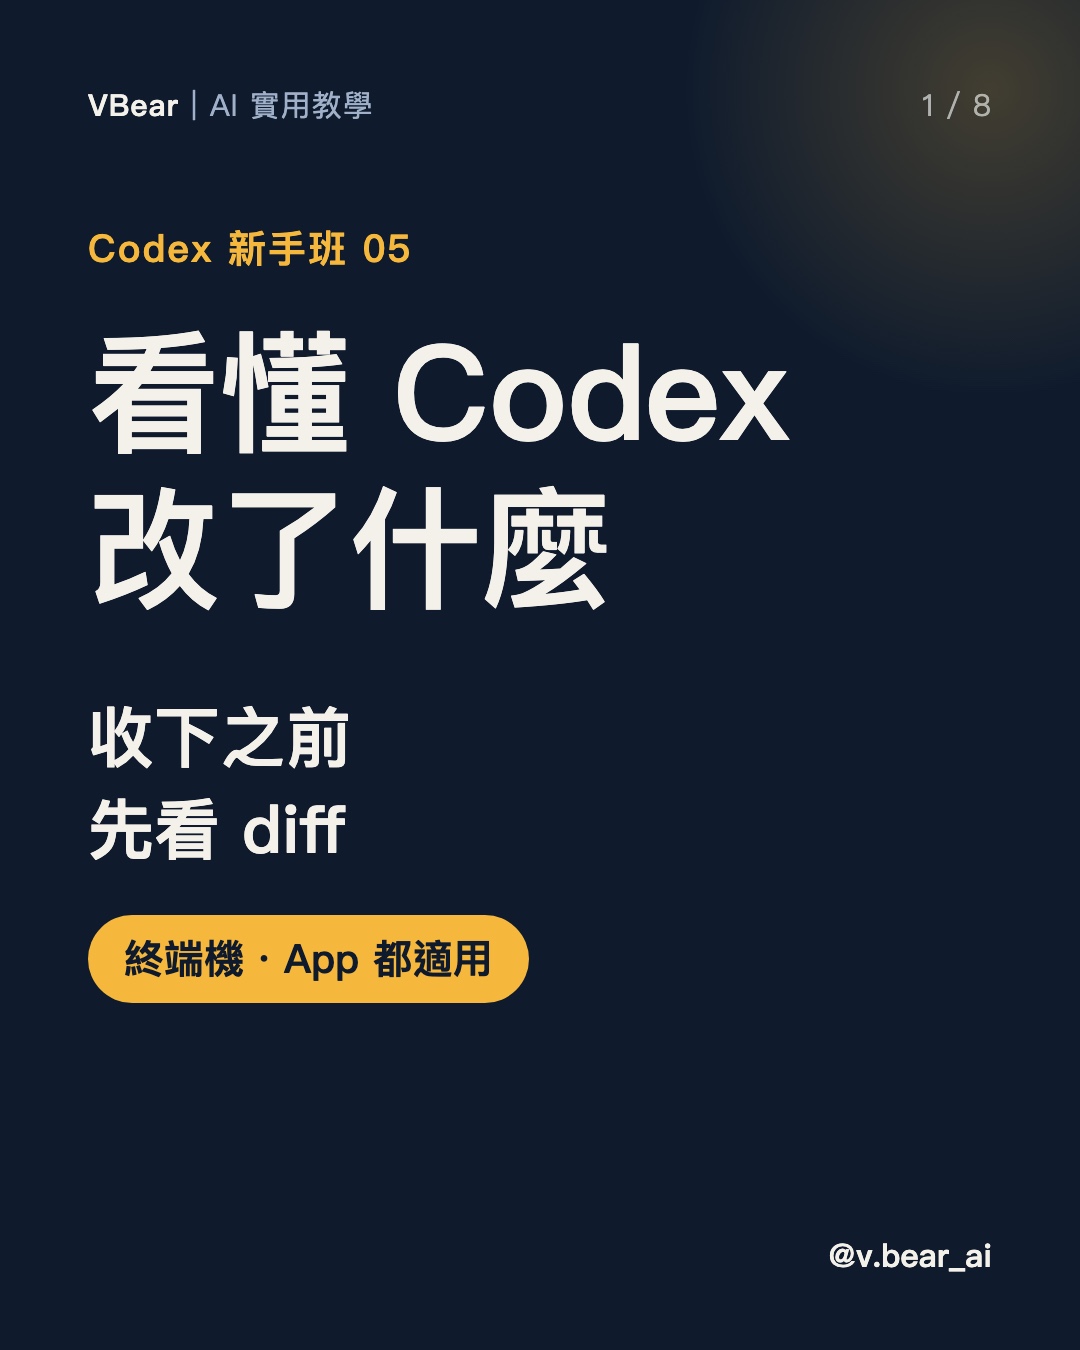 VBear | AI 實用教學
1 / 8
Codex 新手班 05
看懂 Codex
改了什麼
收下之前
先看 diff
終端機・App 都適用
@v.bear_ai